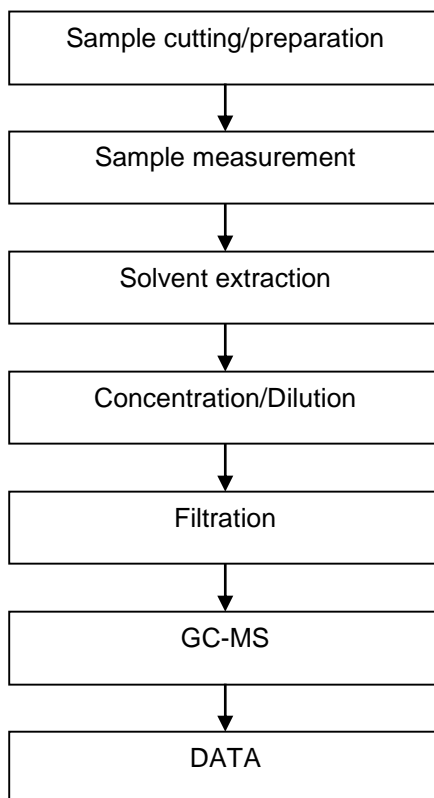 Sample cutting/preparation
Sample measurement
Solvent extraction
Concentration/Dilution
Filtration
GC-MS
DATA